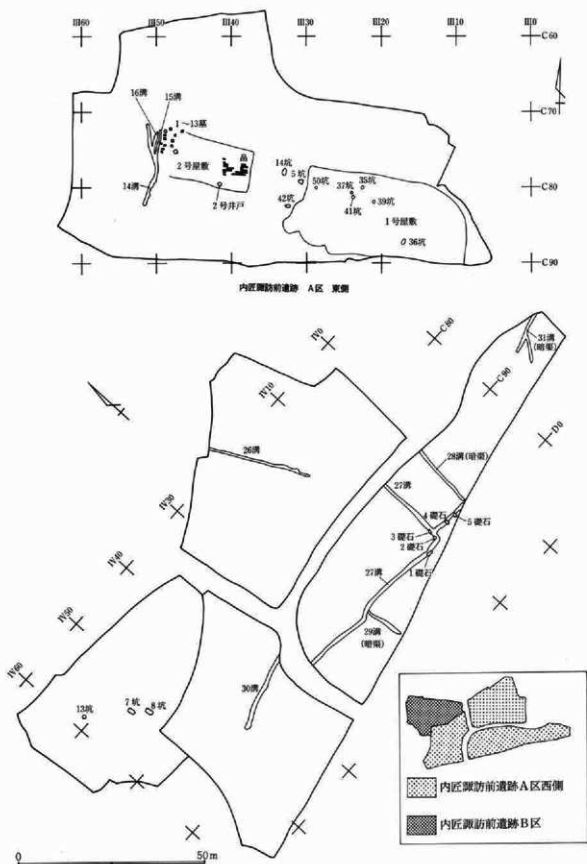 Ⅲ60
Ⅲ50
Ⅲ40
Ⅲ30
Ⅲ20
Ⅲ10
Ⅲ0
C60
C70
C80
C90
16溝
15溝
1～13墓
2号屋敷
14溝
2号井戸
14坑
5坑
50坑
35坑
37坑
41坑
39坑
42坑
1号屋敷
36坑
内匠諏訪前遺跡 A区 東側
Ⅳ0
C80
31溝
(暗渠)
C90
Ⅳ10
D0
26溝
28溝(暗渠)
27溝
Ⅳ30
4礎石
5礎石
3礎石
2礎石
1礎石
Ⅳ40
27溝
29溝
(暗渠)
Ⅳ50
Ⅳ60
30溝
13坑
7坑
8坑
内匠諏訪前遺跡A区西側
内匠諏訪前遺跡B区
0 50m